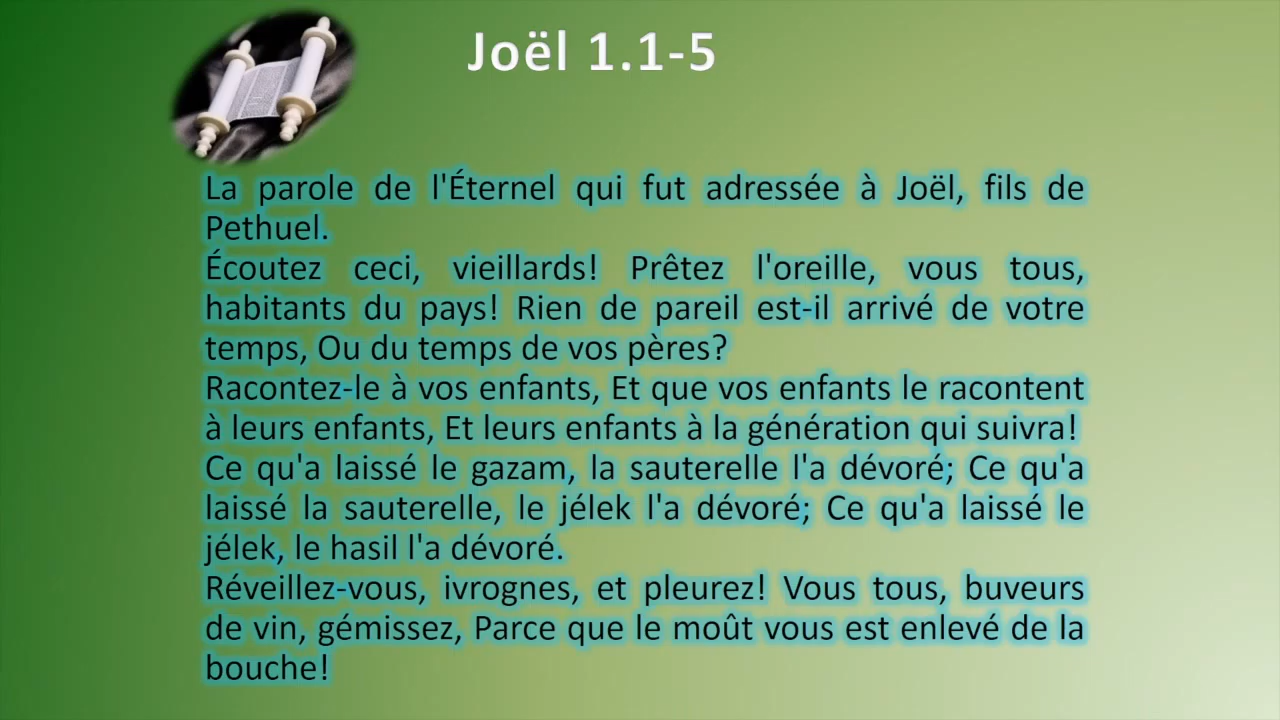 Joël 1.1-5
La parole de l'Éternel qui fut adressée à Joël, fils de
Pethuel.
Écoutez ceci, vieillards! Prêtez l'oreille, vous tous,
habitants du pays! Rien de pareil est-il arrivé de votre
temps, Ou du temps de vos pères?
Racontez-le à vos enfants, Et que vos enfants le racontent
à leurs enfants, Et leurs enfants à la génération qui suivra!
Ce qu'a laissé le gazam, la sauterelle l'a dévoré; Ce qu'a
laissé la sauterelle, le jélek l'a dévoré; Ce qu'a laissé le
jélek, le hasil l'a dévoré.
Réveillez-vous, ivrognes, et pleurez! Vous tous, buveurs
de vin, gémissez, Parce que le moût vous est enlevé de la
bouche!